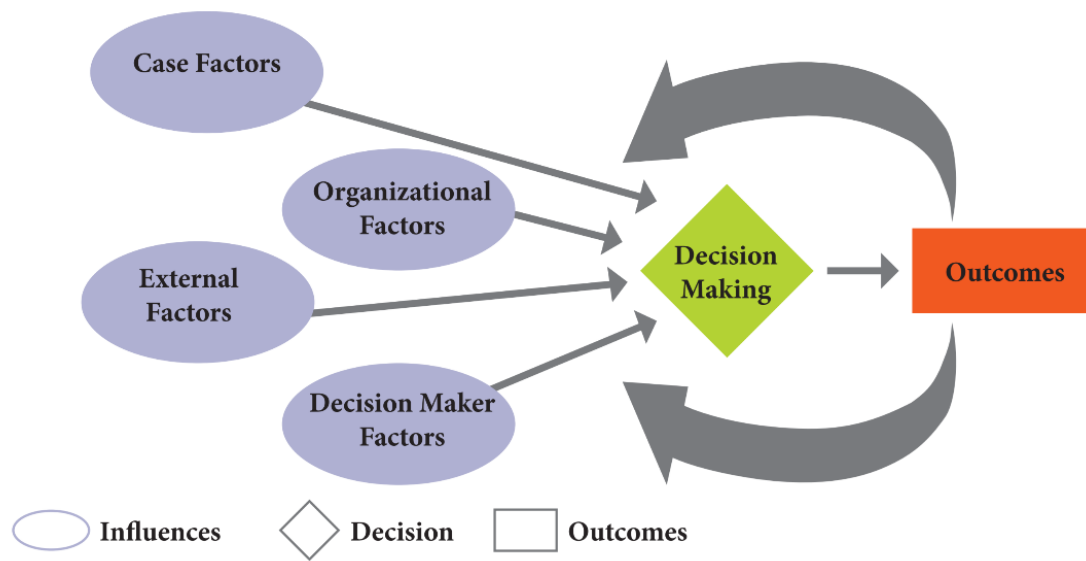 Case Factors
Organizational
Factors
External
Factors
Decision Maker
Factors
Decision
Making
Outcomes
Influences
Decision
Outcomes